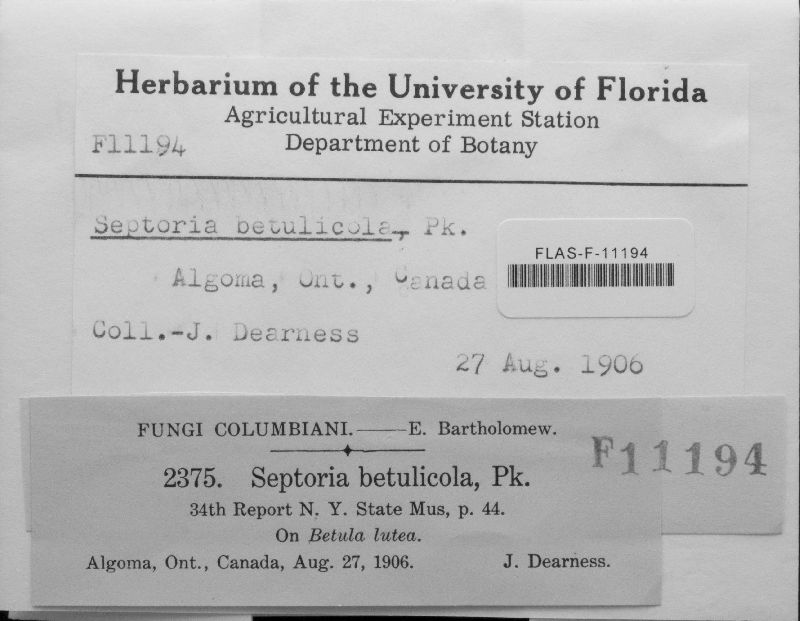 Herbarium of the University of Florida
Agricultural Experiment Station
F11194
Department of Botany
Septoria betulicola, Pk.
FLAS-F-11194
Algoma, Ont., Canada
Coll.-J. Dearness
27 Aug. 1906
FUNGI COLUMBIANI.——E. Bartholomew.
F11194
2375. Septoria betulicola, Pk.
34th Report N. Y. State Mus, p. 44.
On Betula lutea.
Algoma, Ont., Canada, Aug. 27, 1906. J. Dearness.